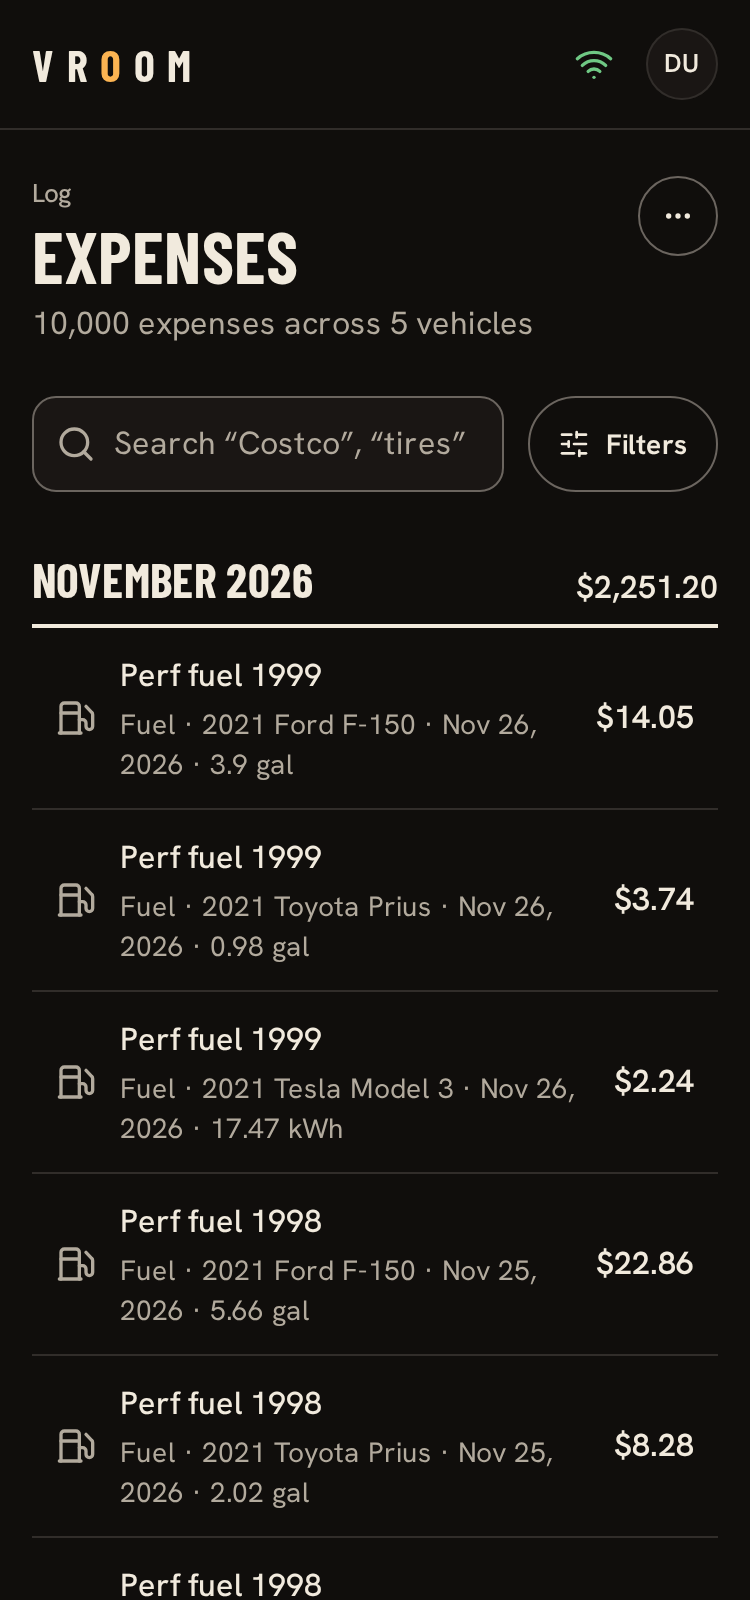 VROOM
DU
Log
EXPENSES
10,000 expenses across 5 vehicles
Search “Costco”, “tires”
Filters
NOVEMBER 2026
$2,251.20
Perf fuel 1999
Fuel · 2021 Ford F-150 · Nov 26,
2026 · 3.9 gal
$14.05
Perf fuel 1999
Fuel · 2021 Toyota Prius · Nov 26,
2026 · 0.98 gal
$3.74
Perf fuel 1999
Fuel · 2021 Tesla Model 3 · Nov 26,
2026 · 17.47 kWh
$2.24
Perf fuel 1998
Fuel · 2021 Ford F-150 · Nov 25,
2026 · 5.66 gal
$22.86
Perf fuel 1998
Fuel · 2021 Toyota Prius · Nov 25,
2026 · 2.02 gal
$8.28
Perf fuel 1998